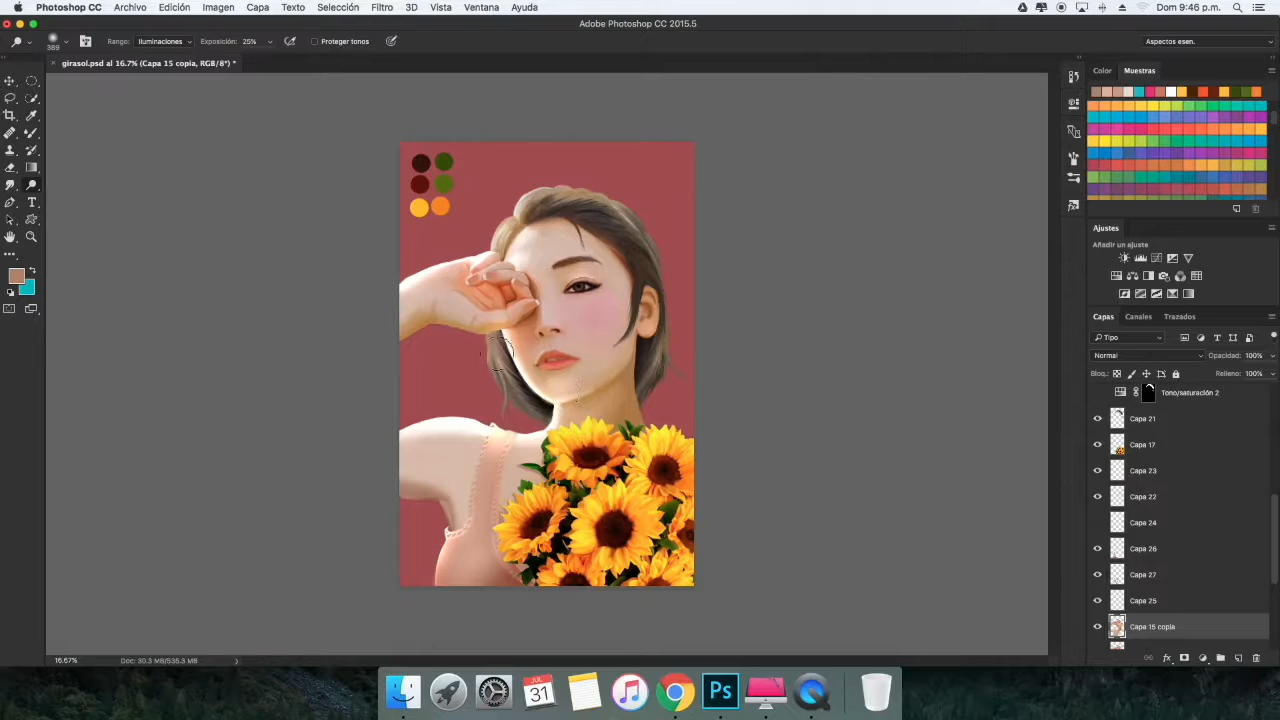 Photoshop CC Archivo Edición Imagen Capa Texto Selección Filtro 3D Vista Ventana Ayuda Dom 9:46 p.m.
Adobe Photoshop CC 2015.5
389 Rango: Iluminaciones Exposición: 25% Proteger tonos Aspectos esen.
girasol.psd al 16.7% (Capa 15 copia, RGB/8*) *
Color Muestras
Ajustes
Añadir un ajuste
Capas Canales Trazados
Tipo
Normal Opacidad: 100%
Bloq.: Relleno: 100%
Tono/saturación 2
Capa 21
Capa 17
Capa 23
Capa 22
Capa 24
Capa 26
Capa 27
Capa 25
Capa 15 copia
16.67% Doc: 30.3 MB/535.3 MB
JUL
31
Ps